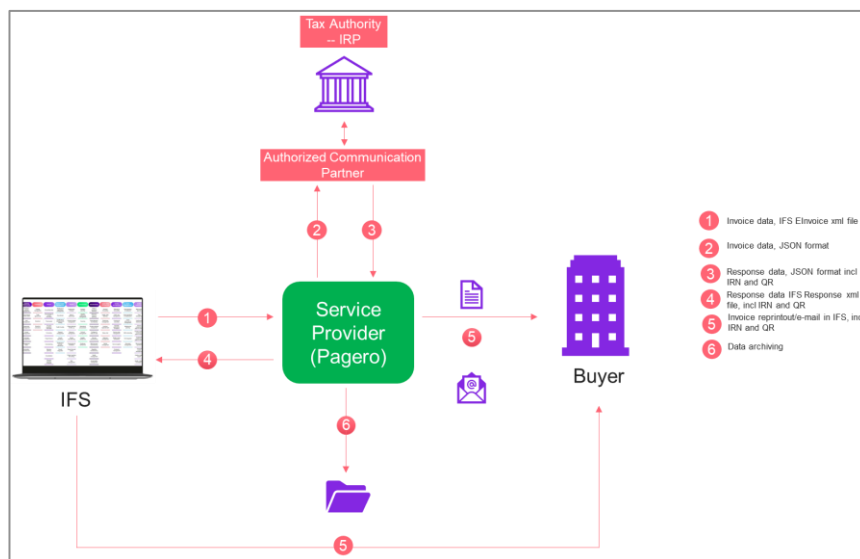 Tax Authority
-- IRP
Authorized Communication
Partner
2
3
Service
Provider
(Pagero)
1
4
5
6
5
IFS
@
Buyer
1 Invoice data, IFS EInvoice xml file
2 Invoice data, JSON format
3 Response data, JSON format incl
IRN and QR
4 Response data IFS Response xml
file, incl IRN and QR
5 Invoice reprintout/e-mail in IFS, inc
IRN and QR
6 Data archiving